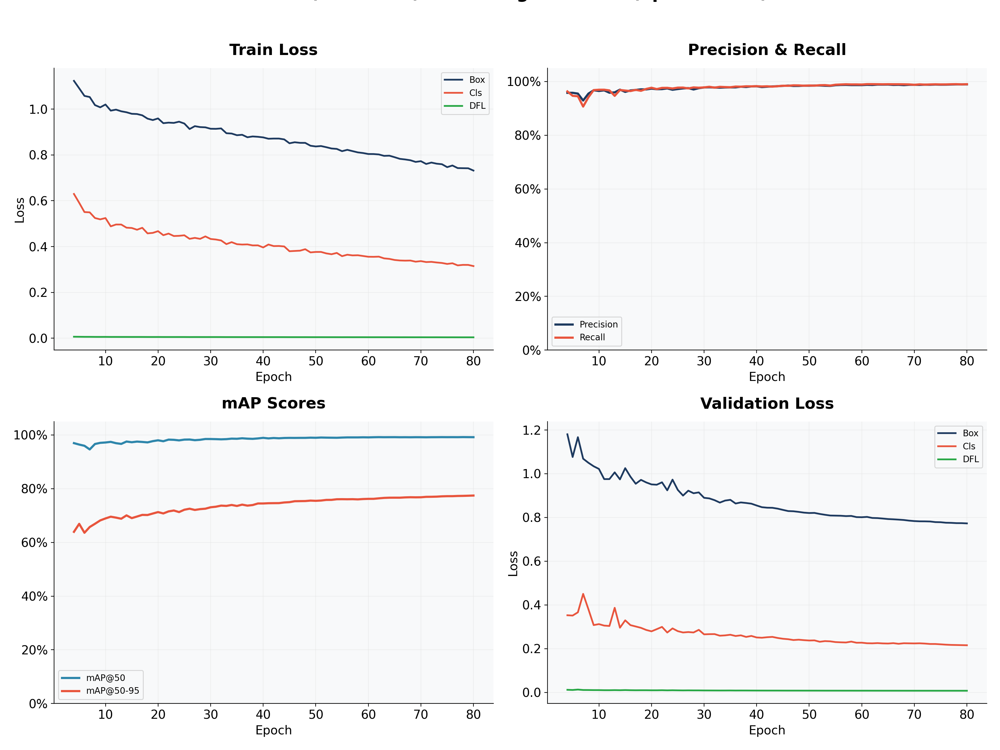 Train Loss
Box
Cls
DFL
1.0
0.8
0.6
0.4
0.2
0.0
Loss
10 20 30 40 50 60 70 80
Epoch
Precision & Recall
100%
80%
60%
40%
20%
0%
Precision
Recall
10 20 30 40 50 60 70 80
Epoch
mAP Scores
100%
80%
60%
40%
20%
0%
mAP@50
mAP@50-95
10 20 30 40 50 60 70 80
Epoch
Validation Loss
Box
Cls
DFL
1.2
1.0
0.8
0.6
0.4
0.2
0.0
Loss
10 20 30 40 50 60 70 80
Epoch